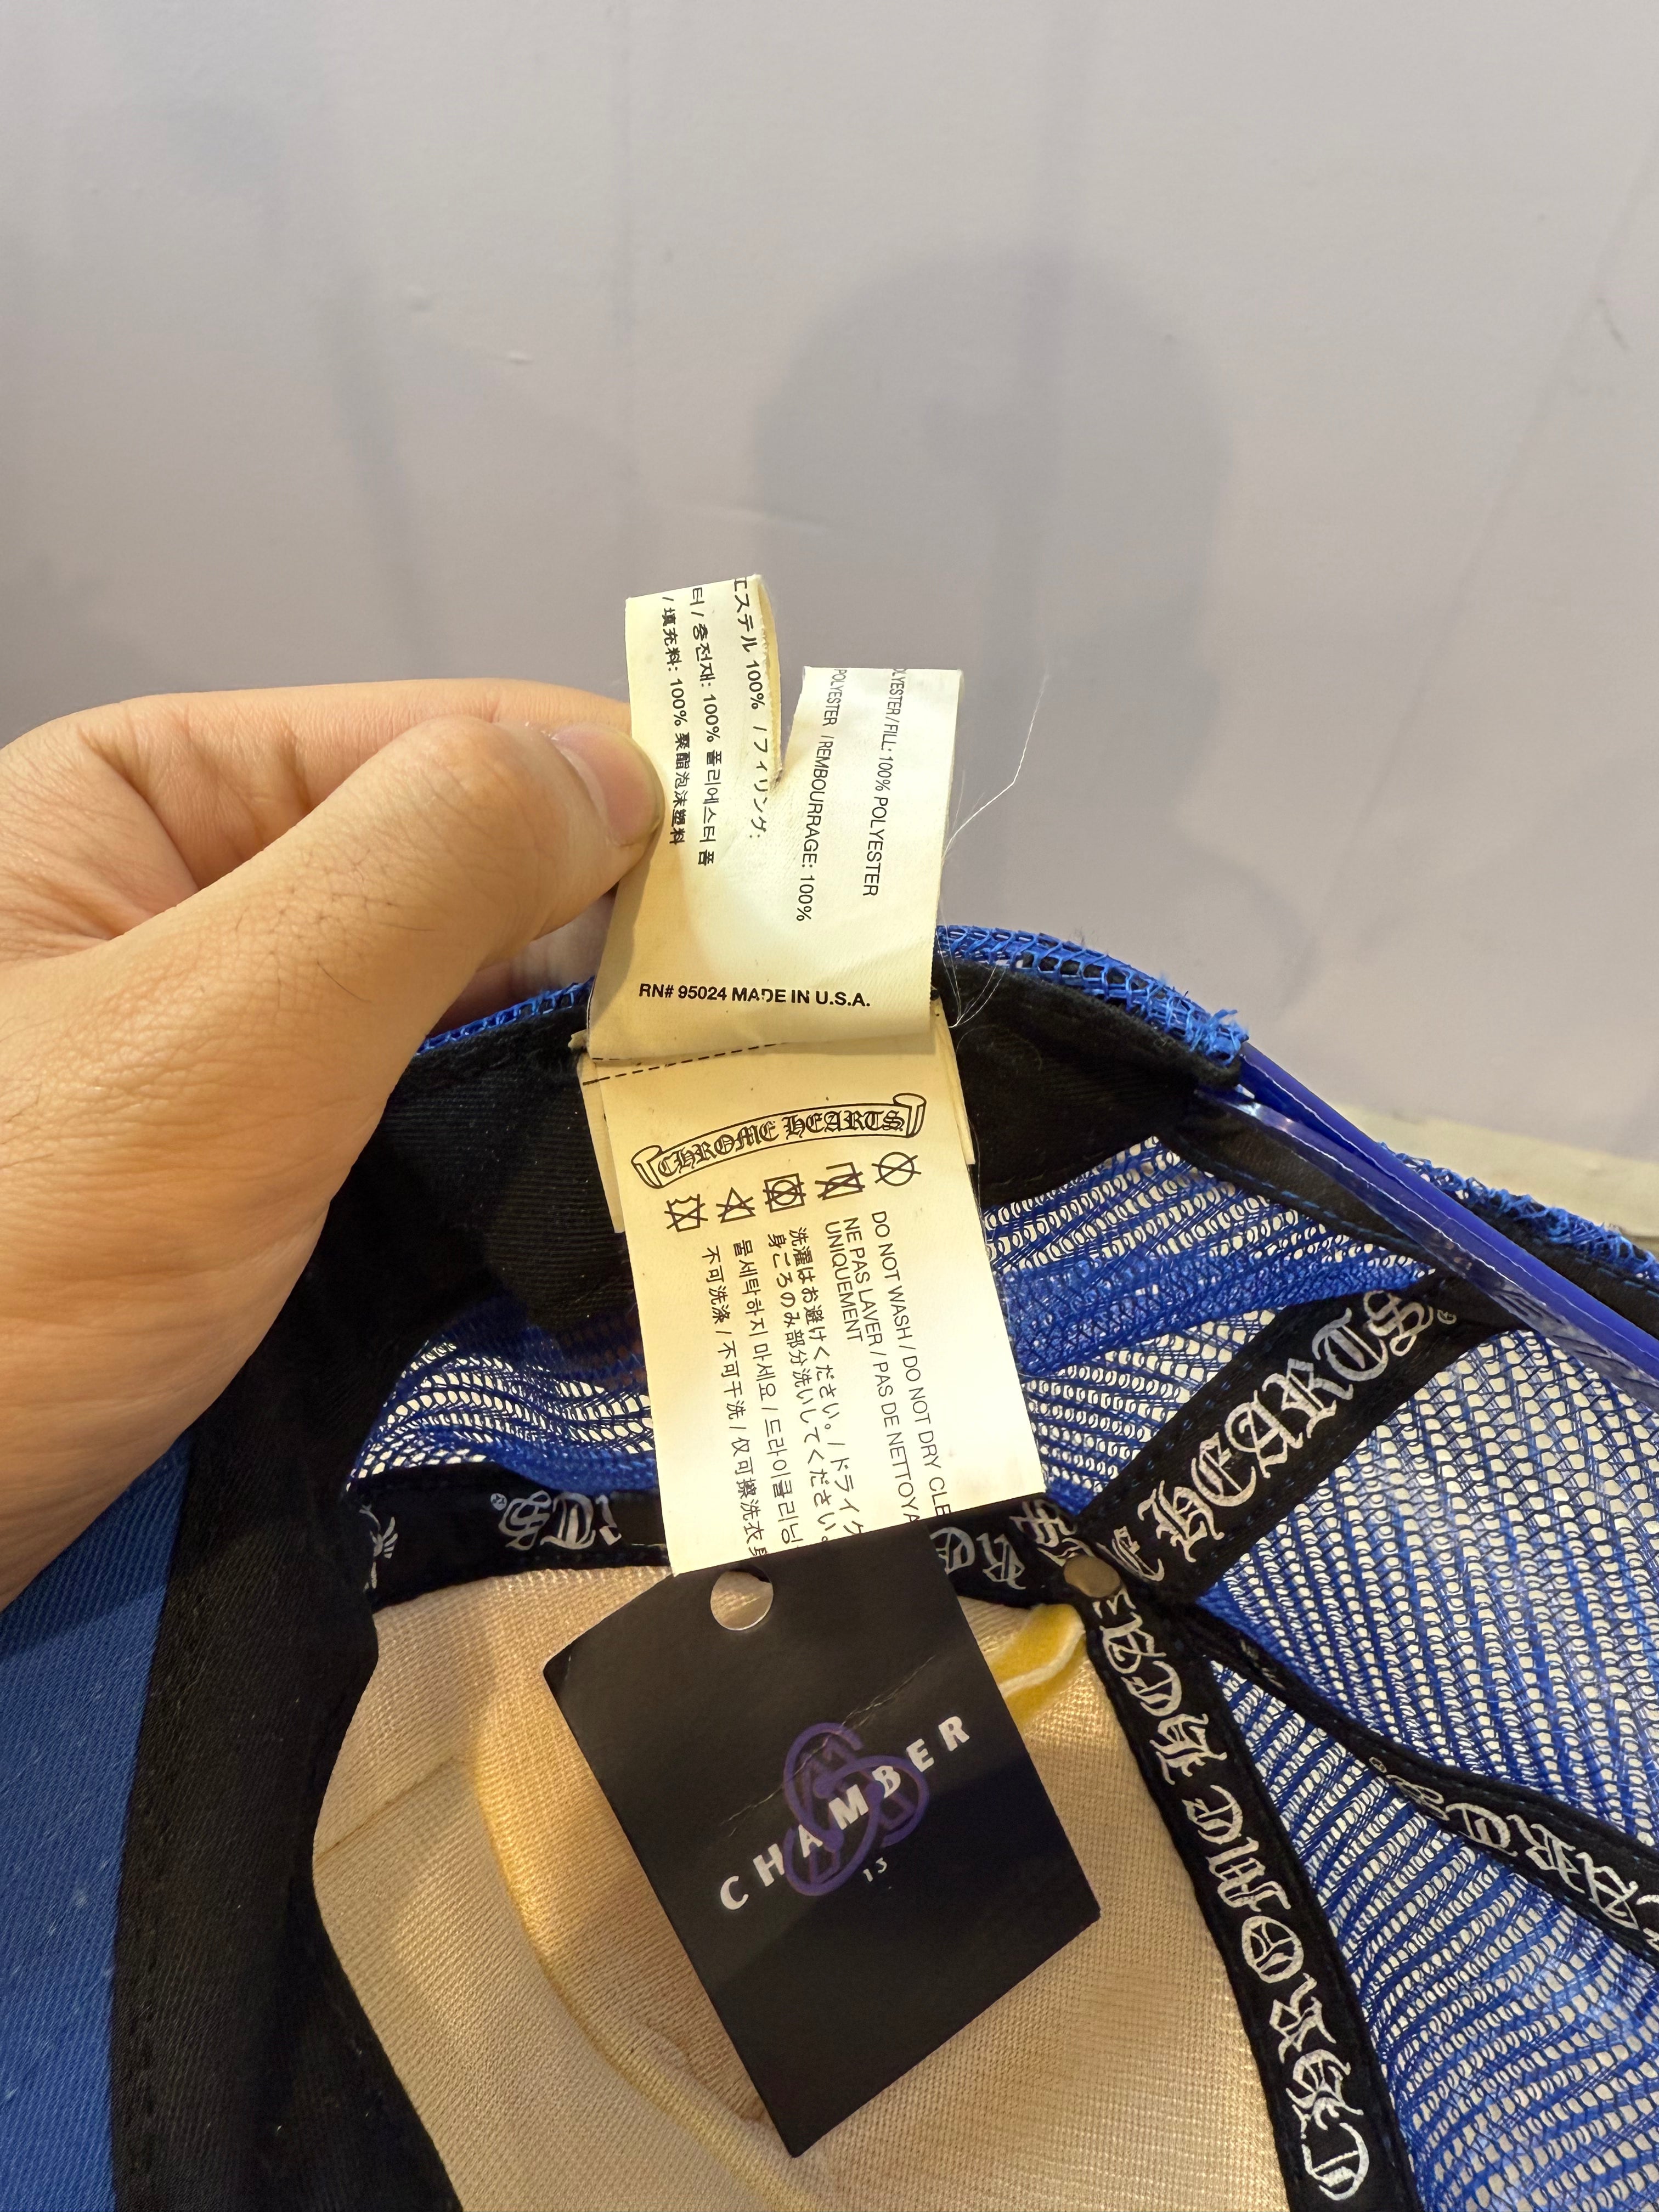 エステル 100% / フィリング:
터 / 충전재: 100% 폴리에스터 폼
/ 填充料: 100% 聚酯泡沫塑料
LYESTER / FILL: 100% POLYESTER
POLYESTER / REMBOURRAGE: 100%
RN# 95024 MADE IN U.S.A.
CHROME HEARTS
DO NOT WASH / DO NOT DRY CLE
NE PAS LAVER / PAS DE NETTOYA
UNIQUEMENT
洗濯はお避けください。/ ドライク
身ごろのみ部分洗いしてください。
물세탁하지 마세요 / 드라이클리닝
不可洗涤 / 不可干洗 / 仅可擦洗衣
CHAMBER
13
HEARTS
CHROME HEARTS